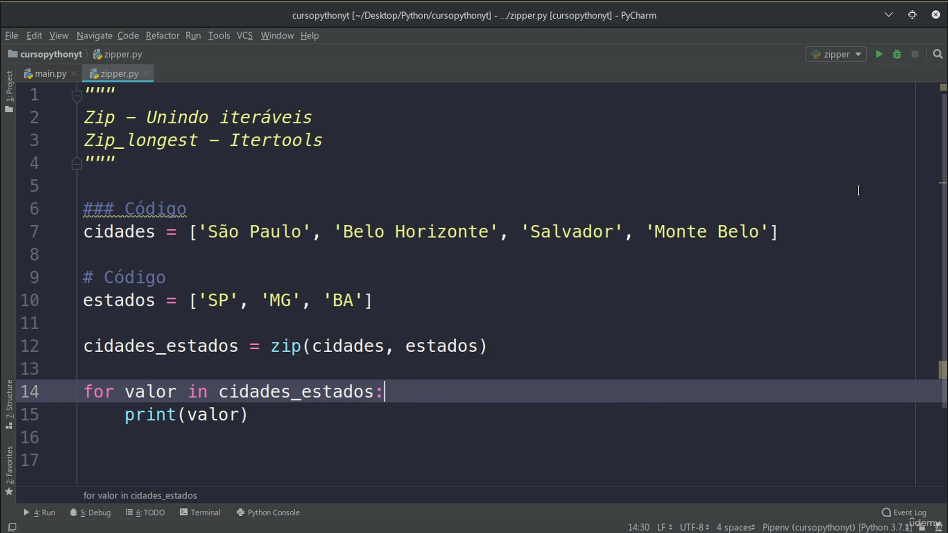 cursopythonyt [~/Desktop/Python/cursopythonyt] - .../zipper.py [cursopythonyt] - PyCharm
File Edit View Navigate Code Refactor Run Tools VCS Window Help
cursopythonyt zipper.py zipper
main.py zipper.py
1: Project
1 """
2 Zip - Unindo iteráveis
3 Zip_longest - Itertools
4 """
5
6 ### Código
7 cidades = ['São Paulo', 'Belo Horizonte', 'Salvador', 'Monte Belo']
8
9 # Código
10 estados = ['SP', 'MG', 'BA']
11
12 cidades_estados = zip(cidades, estados)
13
14 for valor in cidades_estados:
15 print(valor)
16
17
7: Structure
2: Favorites
for valor in cidades_estados
4: Run 5: Debug 6: TODO Terminal Python Console Event Log
14:30 LF UTF-8 4 spaces Pipenv (cursopythonyt) [Python 3.7.
udemy